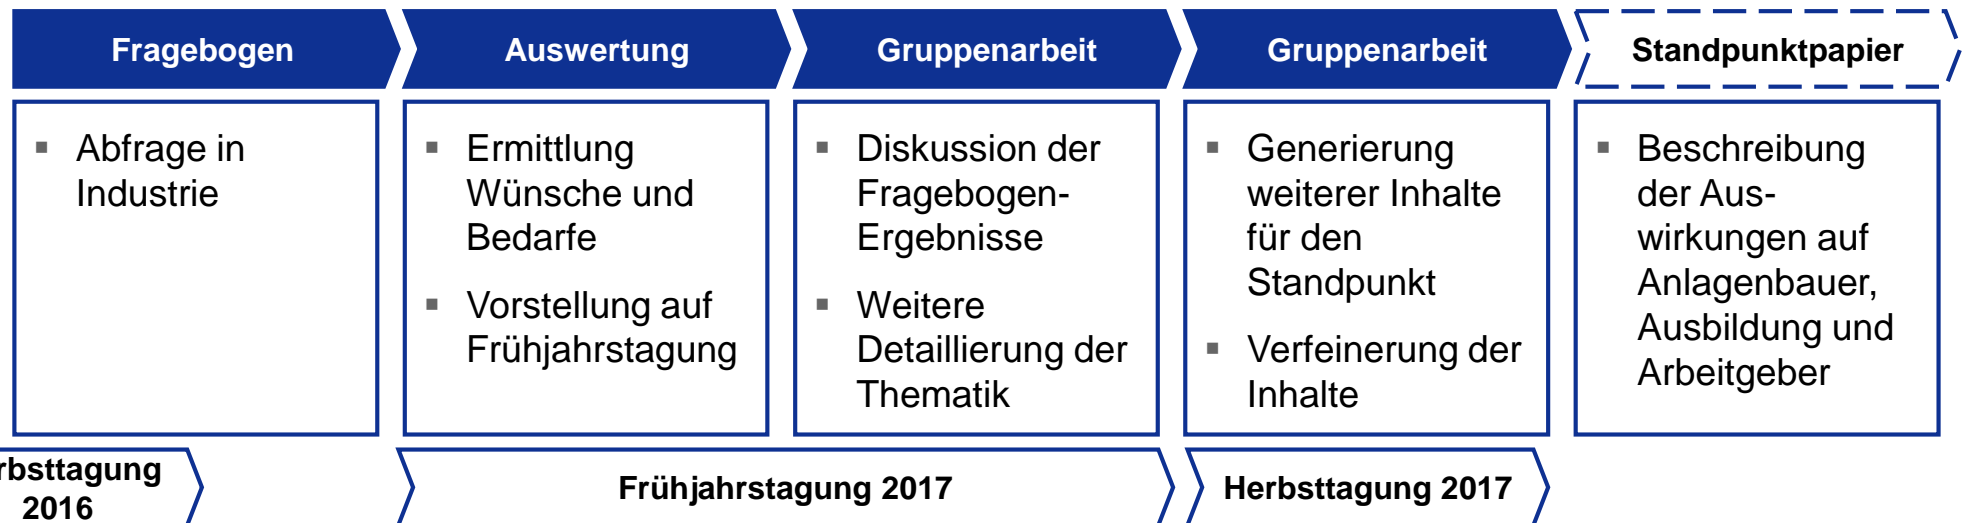 Fragebogen
Auswertung
Gruppenarbeit
Gruppenarbeit
Standpunktpapier
▪ Abfrage in
Industrie
▪ Ermittlung
Wünsche und
Bedarfe
▪ Vorstellung auf
Frühjahrstagung
▪ Diskussion der
Fragebogen-
Ergebnisse
▪ Weitere
Detaillierung der
Thematik
▪ Generierung
weiterer Inhalte
für den
Standpunkt
▪ Verfeinerung der
Inhalte
▪ Beschreibung
der Aus-
wirkungen auf
Anlagenbauer,
Ausbildung und
Arbeitgeber
rbsttagung
2016
Frühjahrstagung 2017
Herbsttagung 2017